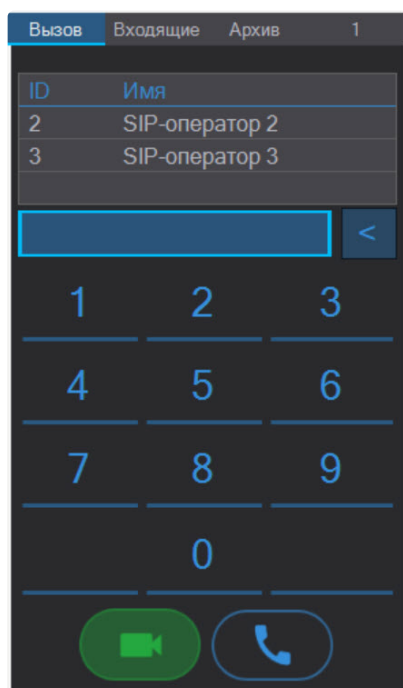 Вызов Входящие Архив 1
ID Имя
2 SIP-оператор 2
3 SIP-оператор 3
<
1 2 3
4 5 6
7 8 9
0